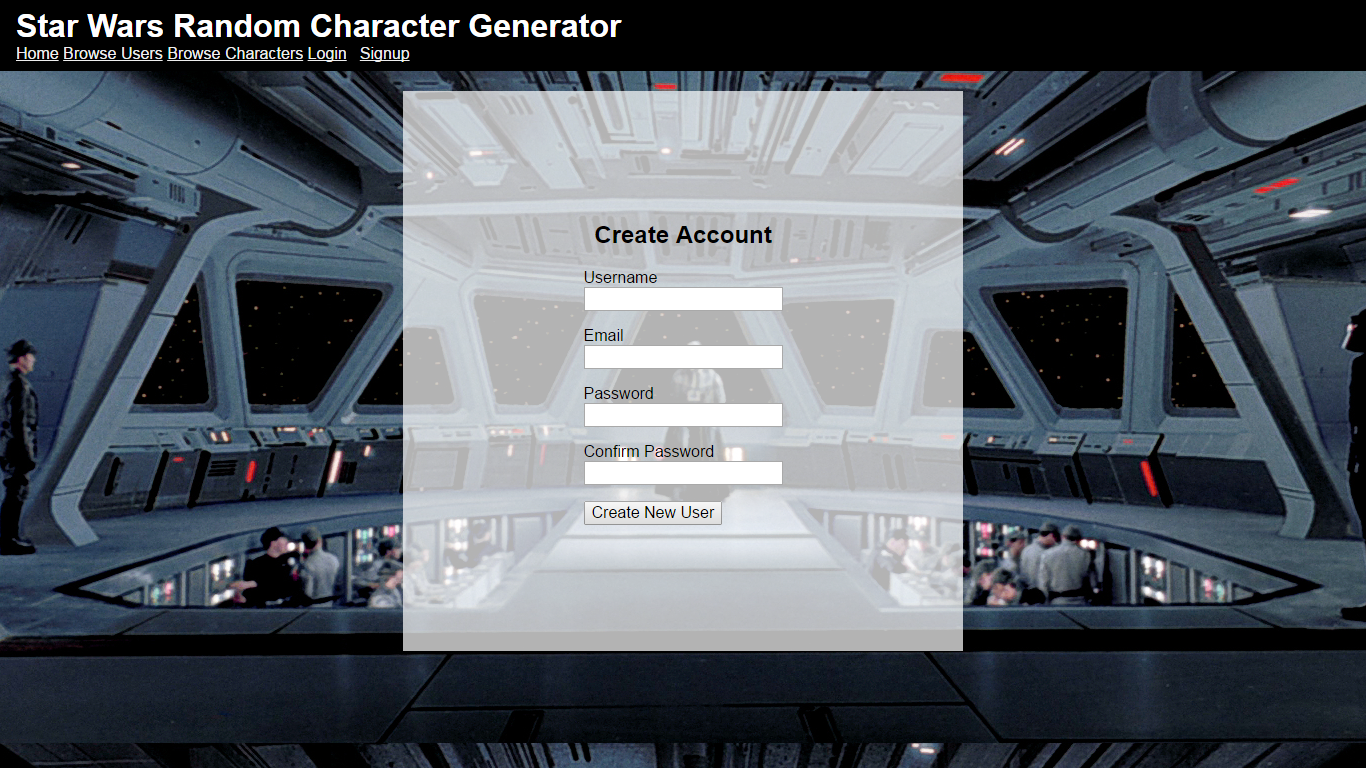 Star Wars Random Character Generator
Home Browse Users Browse Characters Login Signup
Create Account
Username
Email
Password
Confirm Password
Create New User